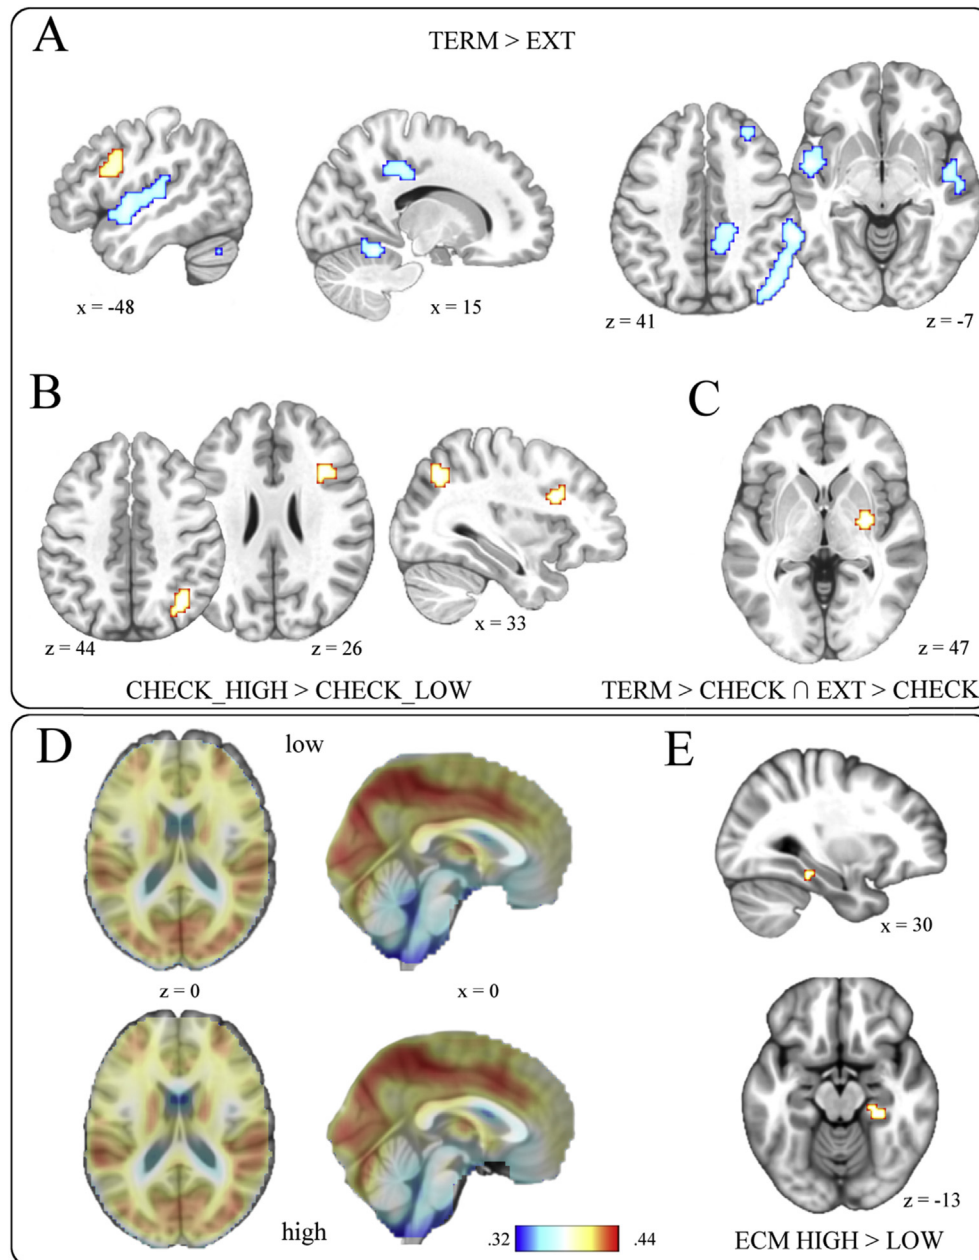 A
TERM > EXT
x = -48
x = 15
z = 41
z = -7
B
C
z = 44
z = 26
x = 33
z = 47
CHECK_HIGH > CHECK_LOW
TERM > CHECK ∩ EXT > CHECK
D
low
E
x = 30
z = 0
x = 0
z = -13
high
.32
.44
ECM HIGH > LOW